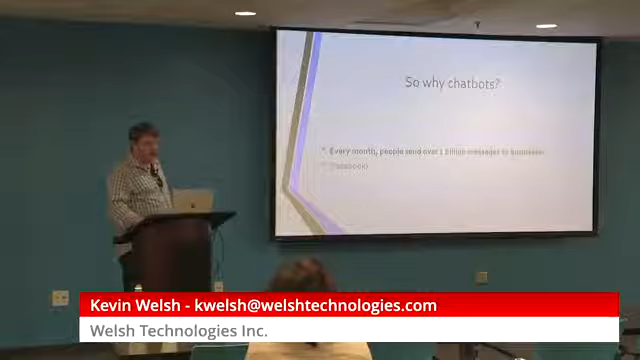 So why chatbots?
Every month, people send over 1 billion messages to businesses
(Facebook)
Kevin Welsh - kwelsh@welshtechnologies.com
Welsh Technologies Inc.